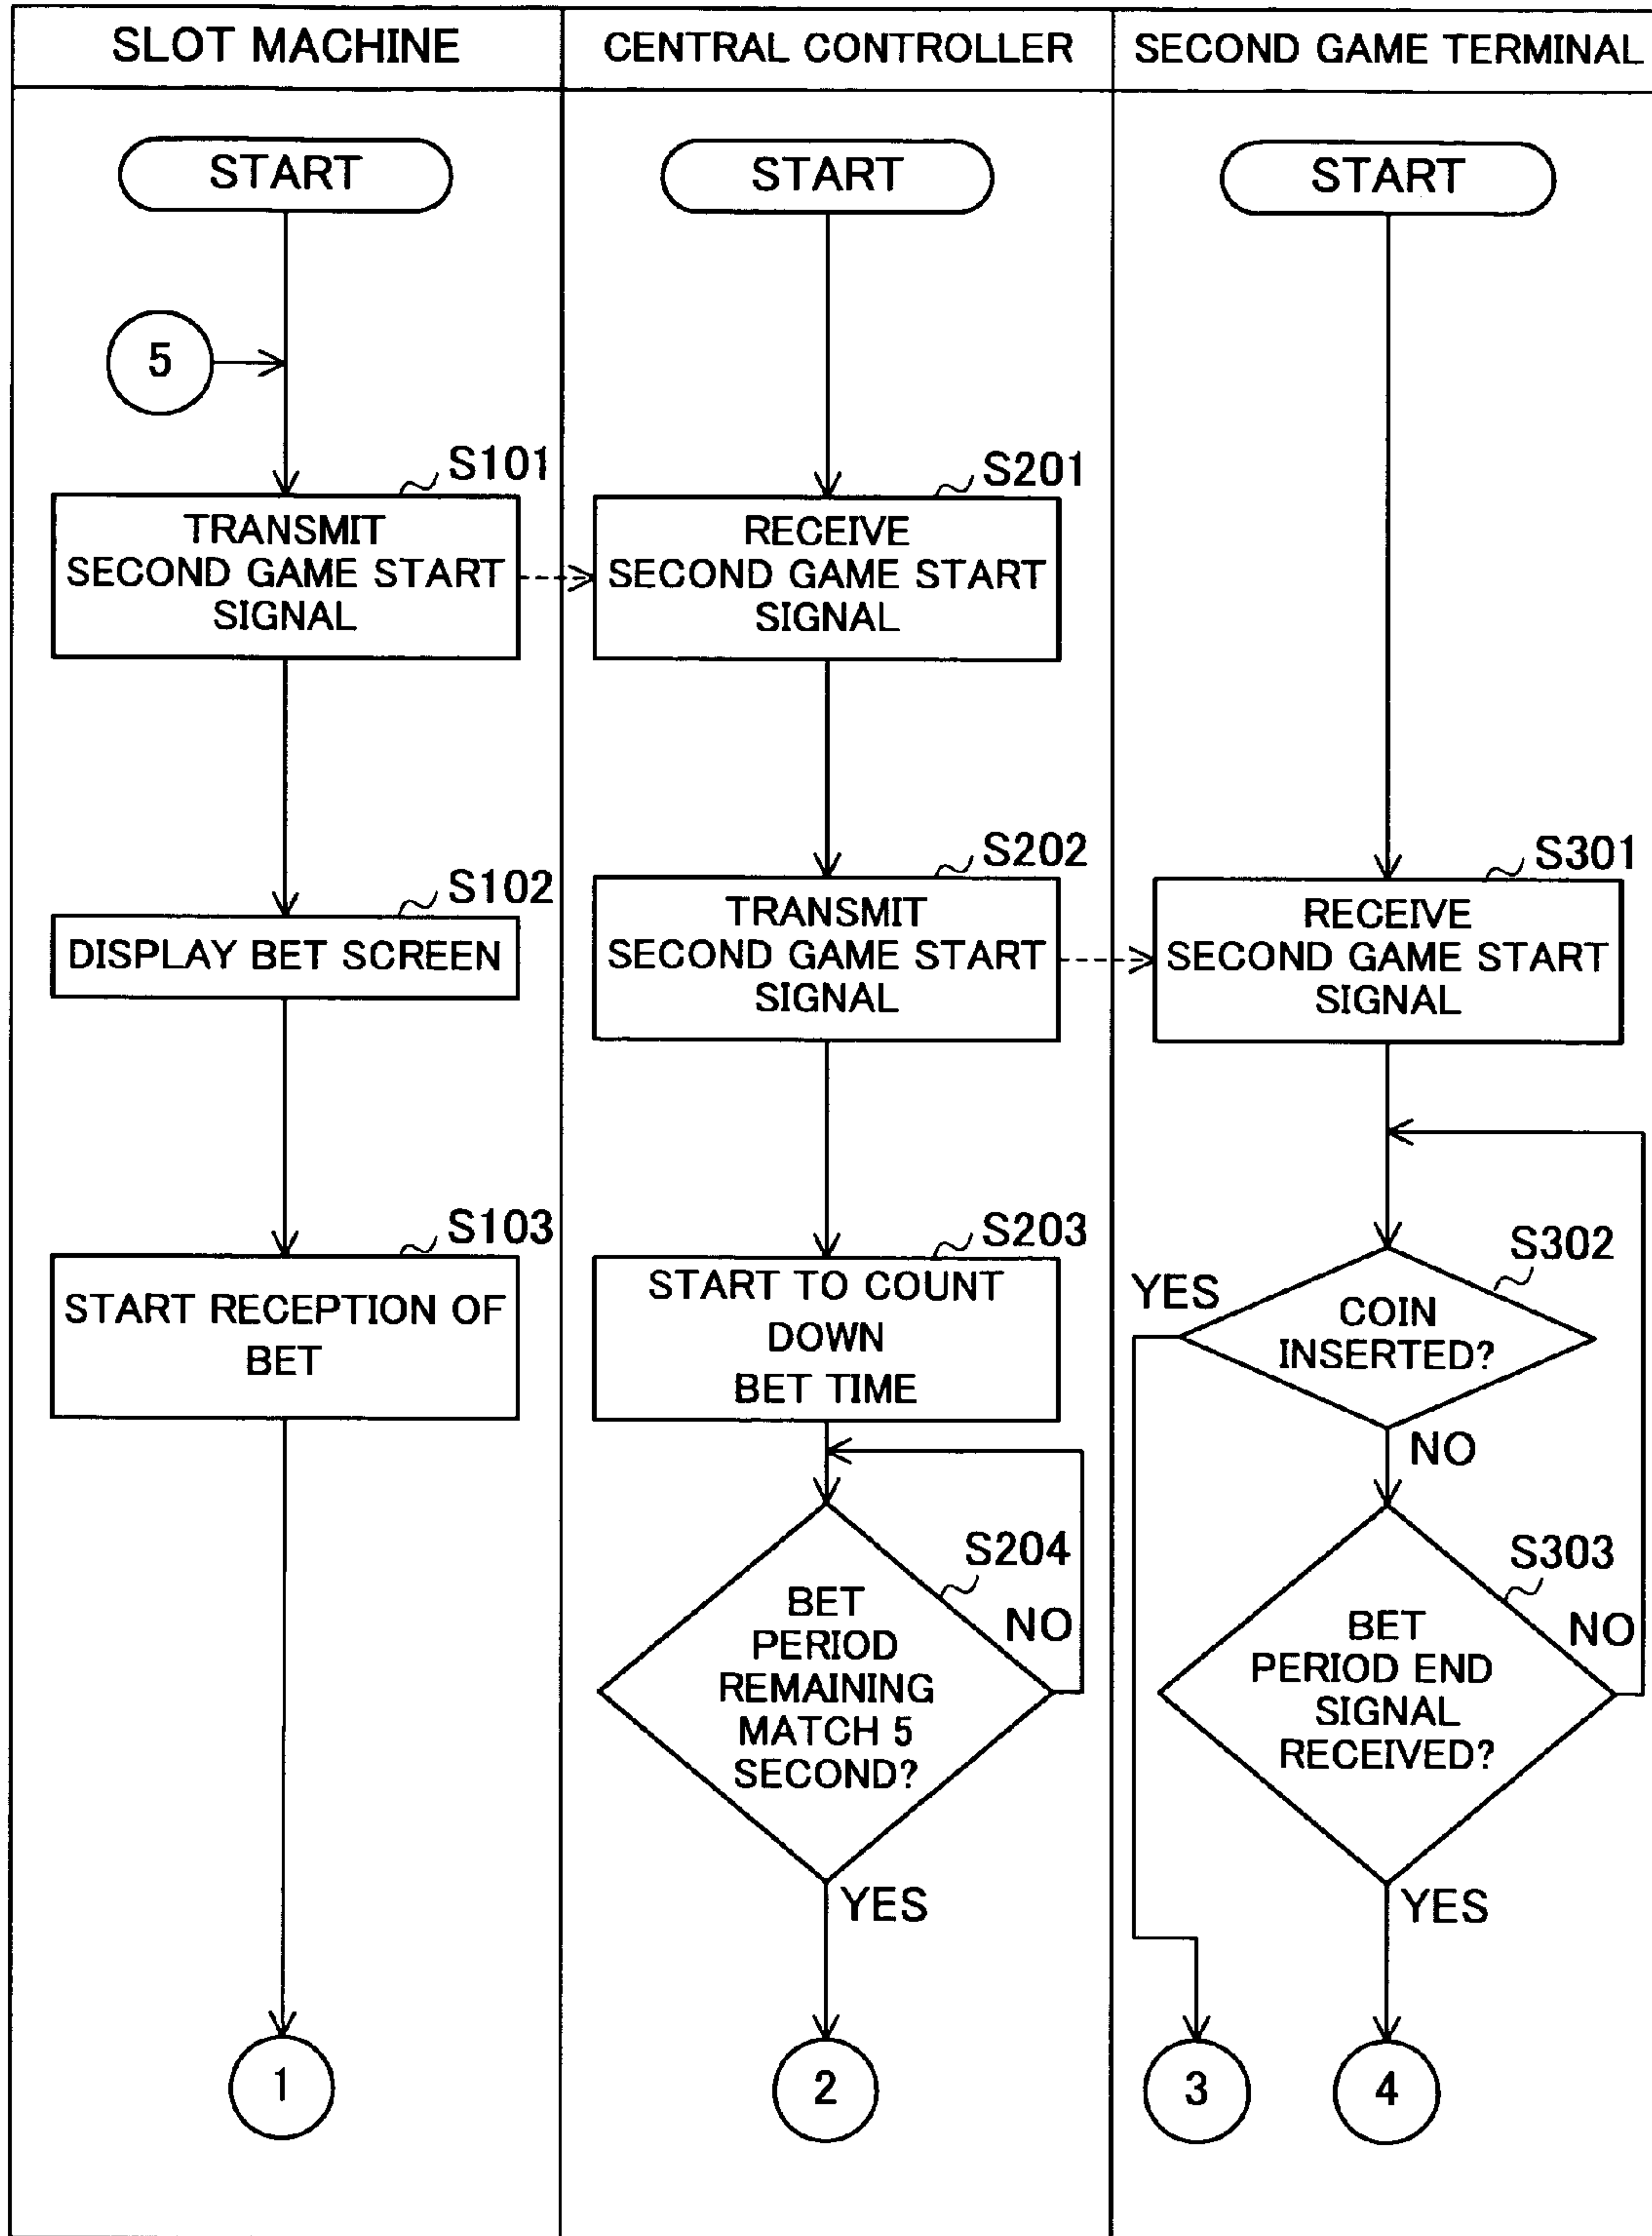 SLOT MACHINE
CENTRAL CONTROLLER
SECOND GAME TERMINAL
START
START
START
5
S101
TRANSMIT
SECOND GAME START
SIGNAL
S201
RECEIVE
SECOND GAME START
SIGNAL
S102
DISPLAY BET SCREEN
S202
TRANSMIT
SECOND GAME START
SIGNAL
S301
RECEIVE
SECOND GAME START
SIGNAL
S103
START RECEPTION OF
BET
S203
START TO COUNT
DOWN
BET TIME
S302
YES
COIN
INSERTED?
NO
S204
BET
PERIOD
REMAINING
MATCH 5
SECOND?
NO
YES
S303
BET
PERIOD END
SIGNAL
RECEIVED?
NO
YES
1
2
3
4